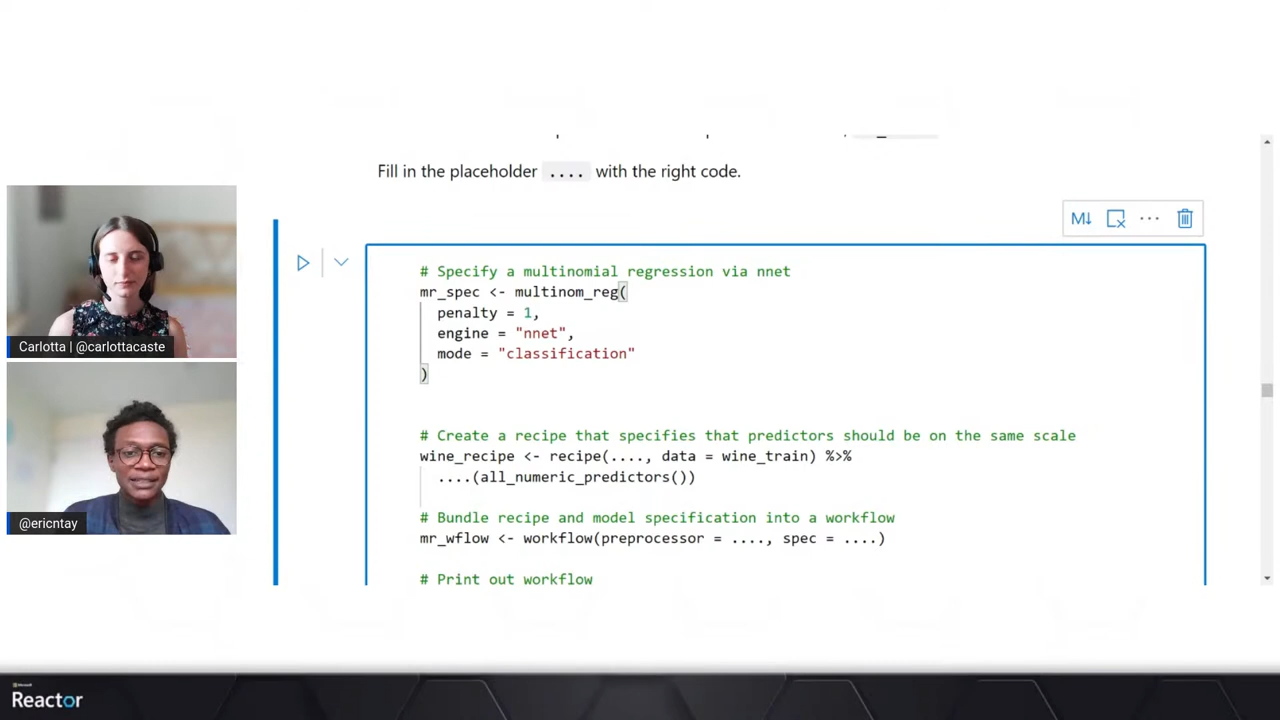 Fill in the placeholder .... with the right code.
M↓
# Specify a multinomial regression via nnet
mr_spec <- multinom_reg(
penalty = 1,
engine = "nnet",
mode = "classification"
)
# Create a recipe that specifies that predictors should be on the same scale
wine_recipe <- recipe(...., data = wine_train) %>%
....(all_numeric_predictors())
# Bundle recipe and model specification into a workflow
mr_wflow <- workflow(preprocessor = ...., spec = ....)
# Print out workflow
Carlotta | @carlottacaste
@ericntay
Microsoft
Reactor